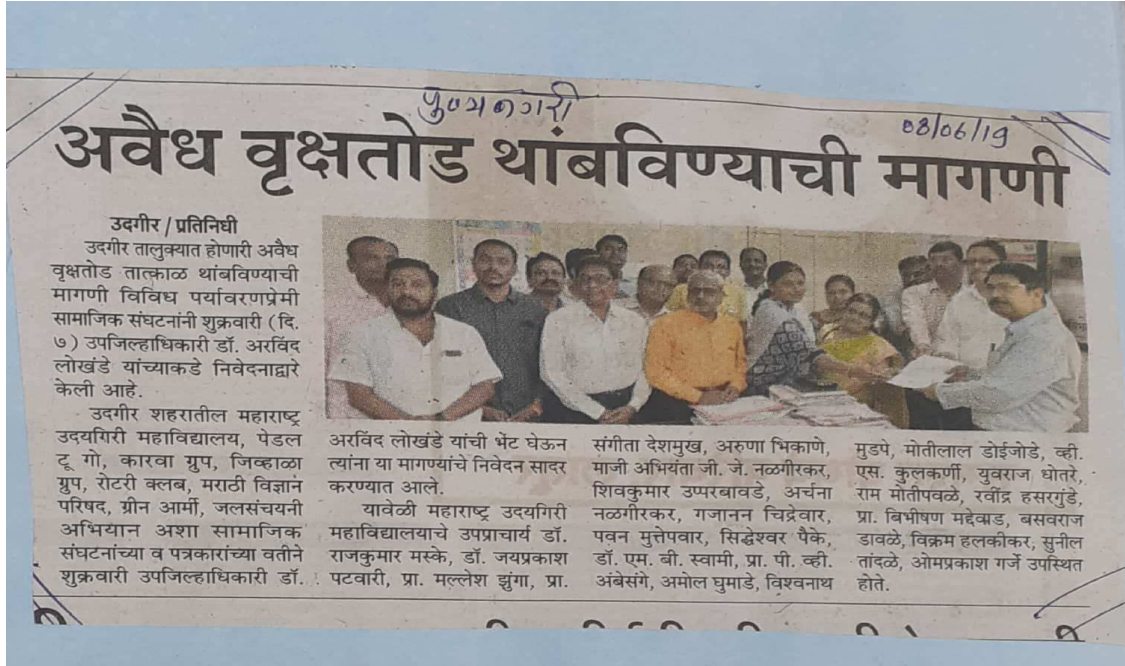 पुण्यनगरी
08/06/19
अवैध वृक्षतोड थांबविण्याची मागणी
उदगीर / प्रतिनिधी
उदगीर तालुक्यात होणारी अवैध
वृक्षतोड तात्काळ थांबविण्याची
मागणी विविध पर्यावरणप्रेमी
सामाजिक संघटनांनी शुक्रवारी (दि.
७) उपजिल्हाधिकारी डॉ. अरविंद
लोखंडे यांच्याकडे निवेदनाद्वारे
केली आहे.
उदगीर शहरातील महाराष्ट्र
उदयगिरी महाविद्यालय, पेडल
टू गो, कारवा ग्रुप, जिव्हाळा
ग्रुप, रोटरी क्लब, मराठी विज्ञान
परिषद, ग्रीन आर्मी, जलसंचयनी
अभियान अशा सामाजिक
संघटनांच्या व पत्रकारांच्या वतीने
शुक्रवारी उपजिल्हाधिकारी डॉ.
अरविंद लोखंडे यांची भेंट घेऊन
त्यांना या मागण्यांचे निवेदन सादर
करण्यात आले.
यावेळी महाराष्ट्र उदयगिरी
महाविद्यालयाचे उपप्राचार्य डॉ.
राजकुमार मस्के, डॉ. जयप्रकाश
पटवारी, प्रा. मल्लेश झुंगा, प्रा.
संगीता देशमुख, अरुणा भिकाणे,
माजी अभियंता जी. जे. नळगीरकर,
शिवकुमार उप्परबावडे, अर्चना
नळगीरकर, गजानन चिद्रेवार,
पवन मुत्तेपवार, सिद्धेश्वर पैके,
डॉ. एम. बी. स्वामी, प्रा. पी. व्ही.
अंबेसंगे, अमोल घुमाडे, विश्वनाथ
मुडपे, मोतीलाल डोईजोडे, व्ही.
एस. कुलकर्णी, युवराज धोतरे,
राम मोतीपवळे, रवींद्र हसरगुंडे,
प्रा. बिभीषण मद्देवाड, बसवराज
डावळे, विक्रम हलकीकर, सुनील
तांदळे, ओमप्रकाश गर्जे उपस्थित
होते.